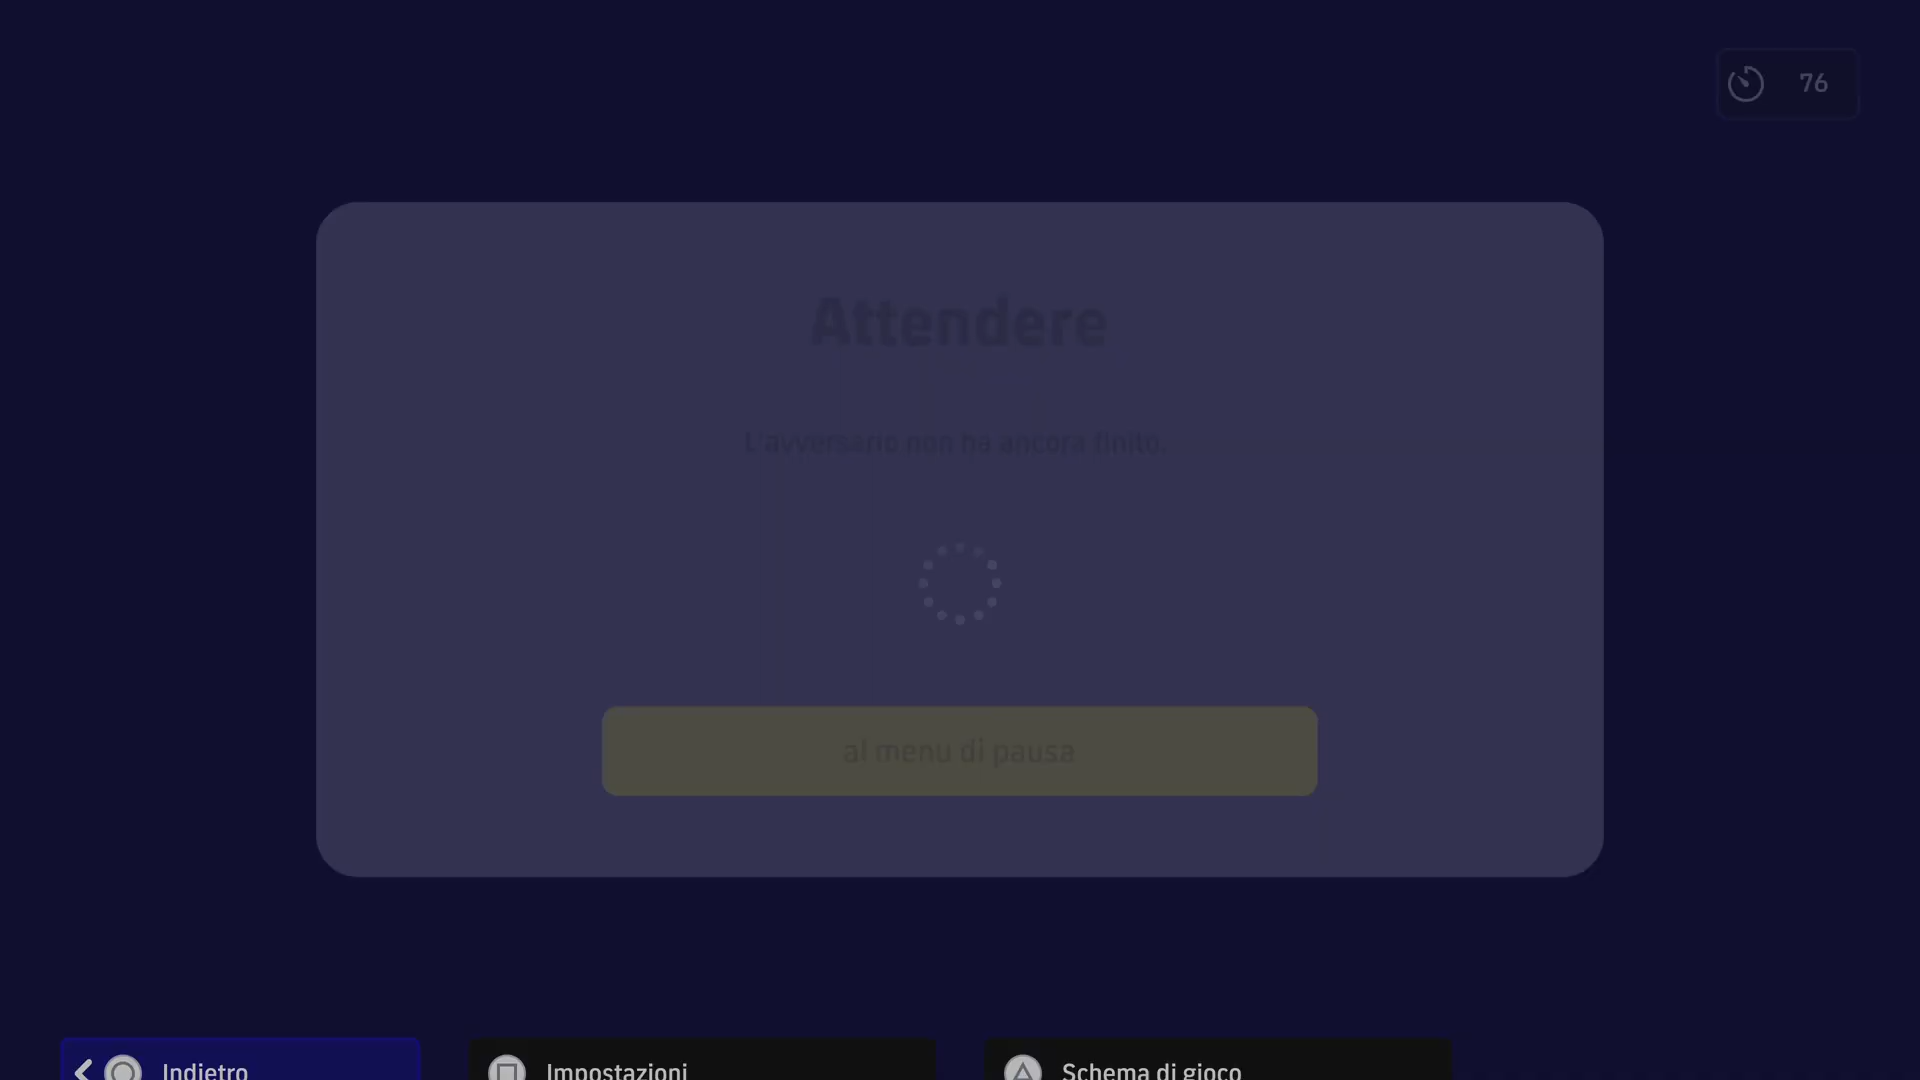 76
Attendere
L'avversario non ha ancora finito.
al menu di pausa
Indietro
Impostazioni
Schema di gioco